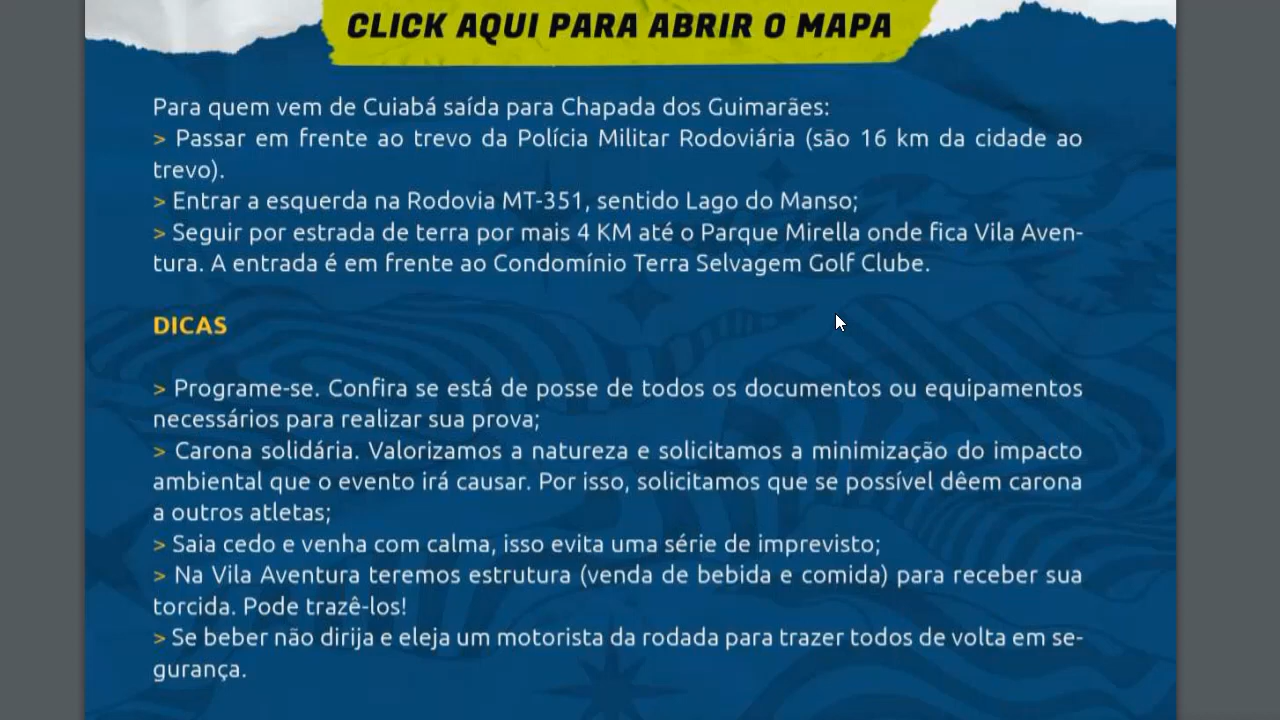 CLICK AQUI PARA ABRIR O MAPA
Para quem vem de Cuiabá saída para Chapada dos Guimarães:
> Passar em frente ao trevo da Polícia Militar Rodoviária (são 16 km da cidade ao
trevo).
> Entrar a esquerda na Rodovia MT-351, sentido Lago do Manso;
> Seguir por estrada de terra por mais 4 KM até o Parque Mirella onde fica Vila Aven-
tura. A entrada é em frente ao Condomínio Terra Selvagem Golf Clube.
DICAS
> Programe-se. Confira se está de posse de todos os documentos ou equipamentos
necessários para realizar sua prova;
> Carona solidária. Valorizamos a natureza e solicitamos a minimização do impacto
ambiental que o evento irá causar. Por isso, solicitamos que se possível dêem carona
a outros atletas;
> Saia cedo e venha com calma, isso evita uma série de imprevisto;
> Na Vila Aventura teremos estrutura (venda de bebida e comida) para receber sua
torcida. Pode trazê-los!
> Se beber não dirija e eleja um motorista da rodada para trazer todos de volta em se-
gurança.